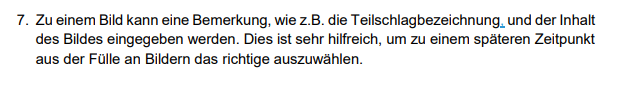 7. Zu einem Bild kann eine Bemerkung, wie z.B. die Teilschlagbezeichnung, und der Inhalt
des Bildes eingegeben werden. Dies ist sehr hilfreich, um zu einem späteren Zeitpunkt
aus der Fülle an Bildern das richtige auszuwählen.